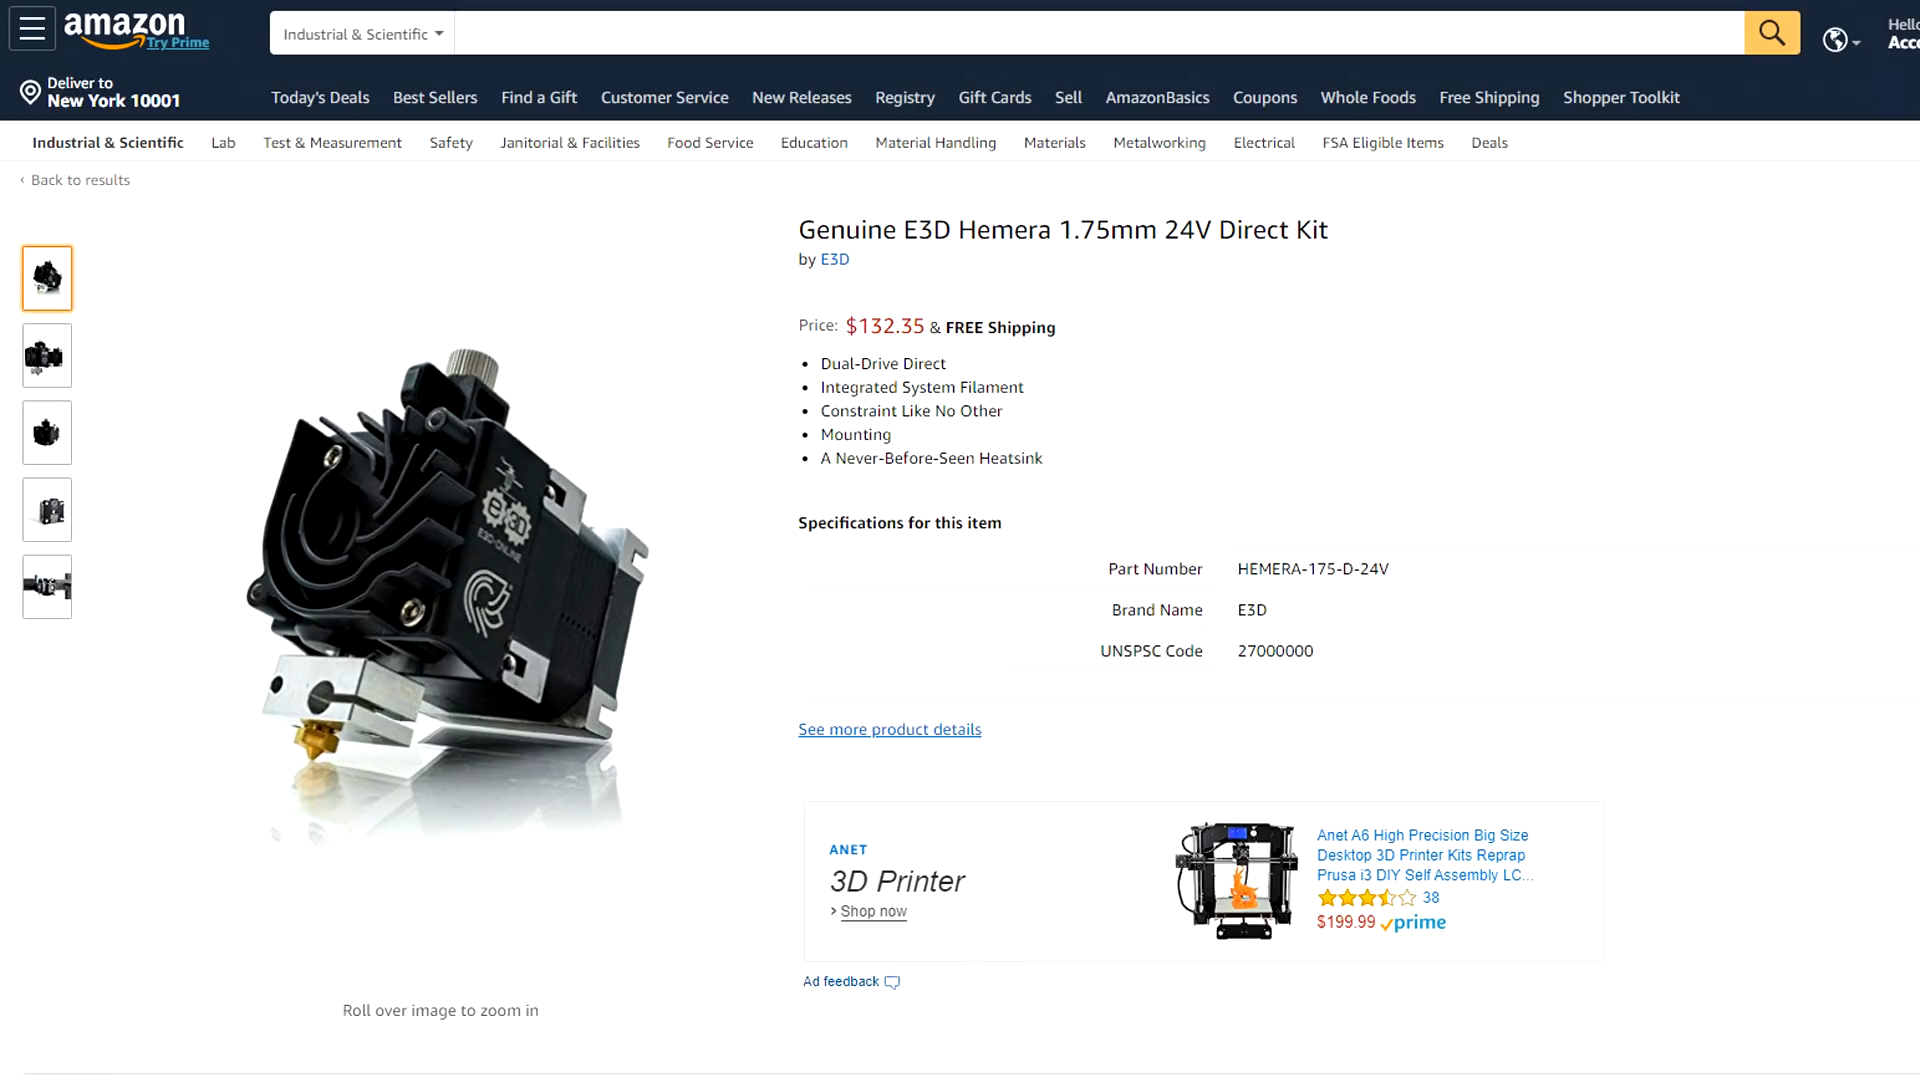 amazon
Try Prime
Industrial & Scientific
Hello
Acco
Deliver to
New York 10001
Today's Deals Best Sellers Find a Gift Customer Service New Releases Registry Gift Cards Sell AmazonBasics Coupons Whole Foods Free Shipping Shopper Toolkit
Industrial & Scientific Lab Test & Measurement Safety Janitorial & Facilities Food Service Education Material Handling Materials Metalworking Electrical FSA Eligible Items Deals
‹ Back to results
Genuine E3D Hemera 1.75mm 24V Direct Kit
by E3D
Price: $132.35 & FREE Shipping
• Dual-Drive Direct
• Integrated System Filament
• Constraint Like No Other
• Mounting
• A Never-Before-Seen Heatsink
e3D
E3D-ONLINE
Specifications for this item
Part Number HEMERA-175-D-24V
Brand Name E3D
UNSPSC Code 27000000
See more product details
ANET
3D Printer
› Shop now
Anet A6 High Precision Big Size
Desktop 3D Printer Kits Reprap
Prusa i3 DIY Self Assembly LC...
38
$199.99 prime
Ad feedback
Roll over image to zoom in